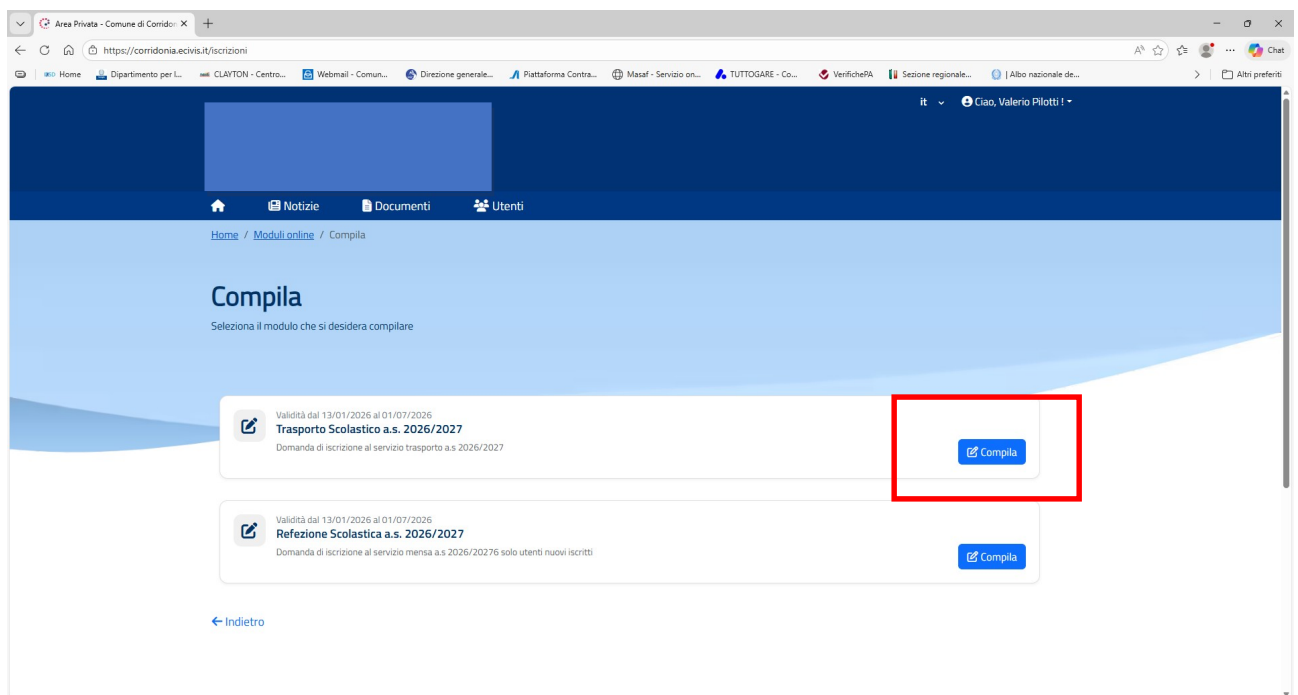 Area Privata - Comune di Corridon
https://corridonia.ecivis.it/iscrizioni
Chat
Home
Dipartimento per l...
CLAYTON - Centro...
Webmail - Comun...
Direzione generale...
Piattaforma Contra...
Masaf - Servizio on...
TUTTOGARE - Co...
VerifichePA
Sezione regionale...
| Albo nazionale de...
Altri preferiti
it
Ciao, Valerio Pilotti !
Notizie
Documenti
Utenti
Home / Moduli online / Compila
Compila
Seleziona il modulo che si desidera compilare
Validità dal 13/01/2026 al 01/07/2026
Trasporto Scolastico a.s. 2026/2027
Domanda di iscrizione al servizio trasporto a.s 2026/2027
Compila
Validità dal 13/01/2026 al 01/07/2026
Refezione Scolastica a.s. 2026/2027
Domanda di iscrizione al servizio mensa a.s 2026/20276 solo utenti nuovi iscritti
Compila
Indietro